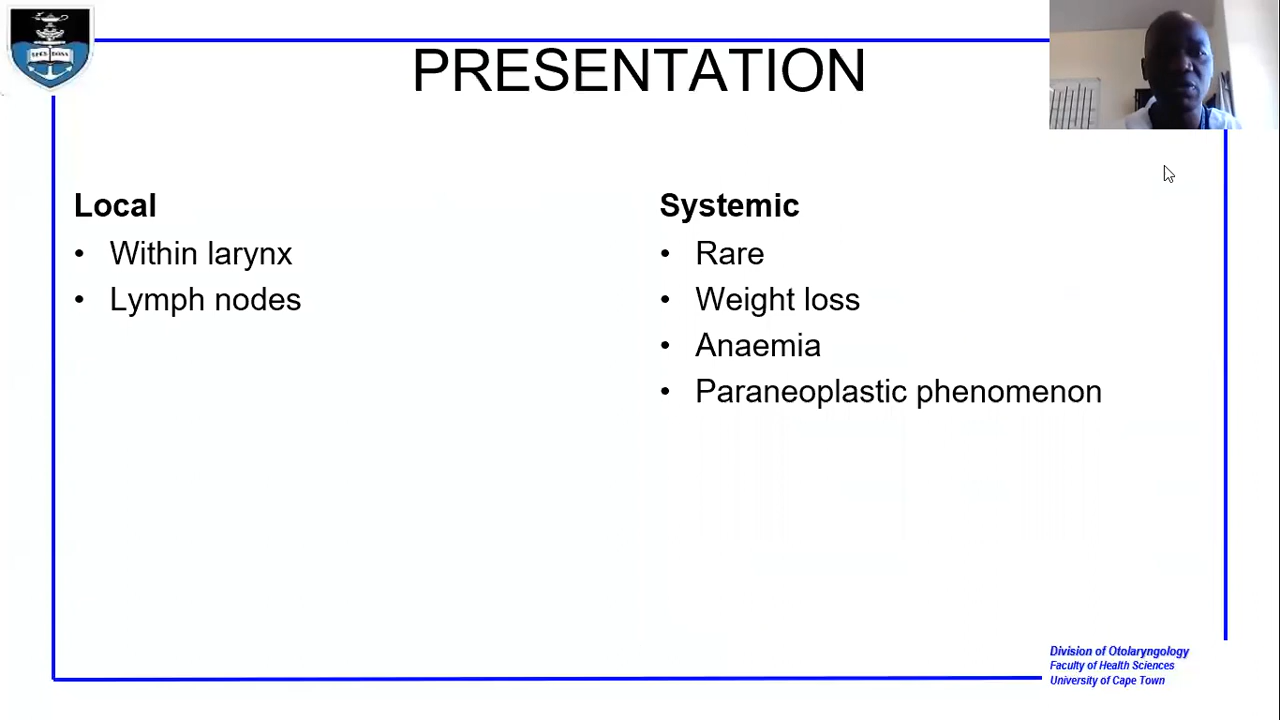 PRESENTATION
Local
• Within larynx
• Lymph nodes
Systemic
• Rare
• Weight loss
• Anaemia
• Paraneoplastic phenomenon
Division of Otolaryngology
Faculty of Health Sciences
University of Cape Town